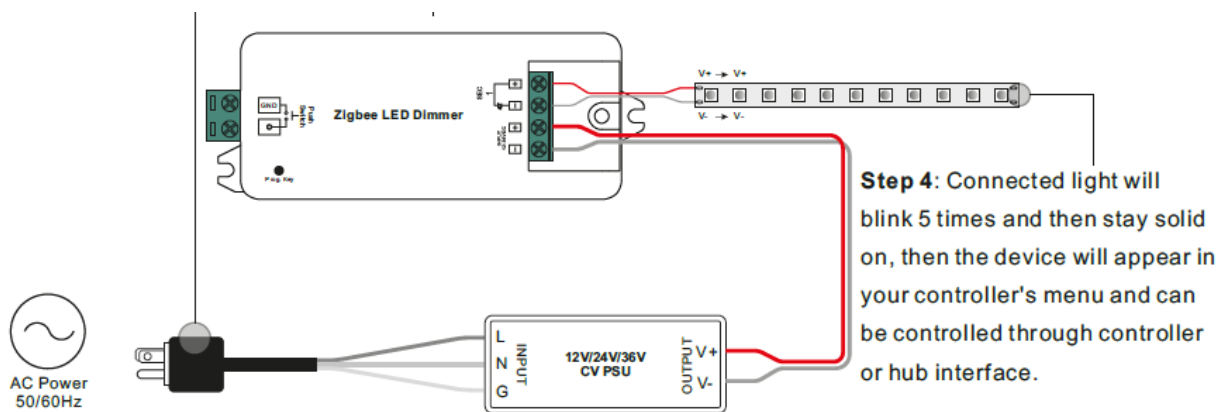 V+ → V+
SEC
+
-
GND
Push
Switch
Zigbee LED Dimmer
+
-
Prog. Key
V- → V-
Step 4: Connected light will
blink 5 times and then stay solid
on, then the device will appear in
your controller's menu and can
be controlled through controller
or hub interface.
AC Power
50/60Hz
L
N
G
INPUT
12V/24V/36V
CV PSU
OUTPUT
V+
V-